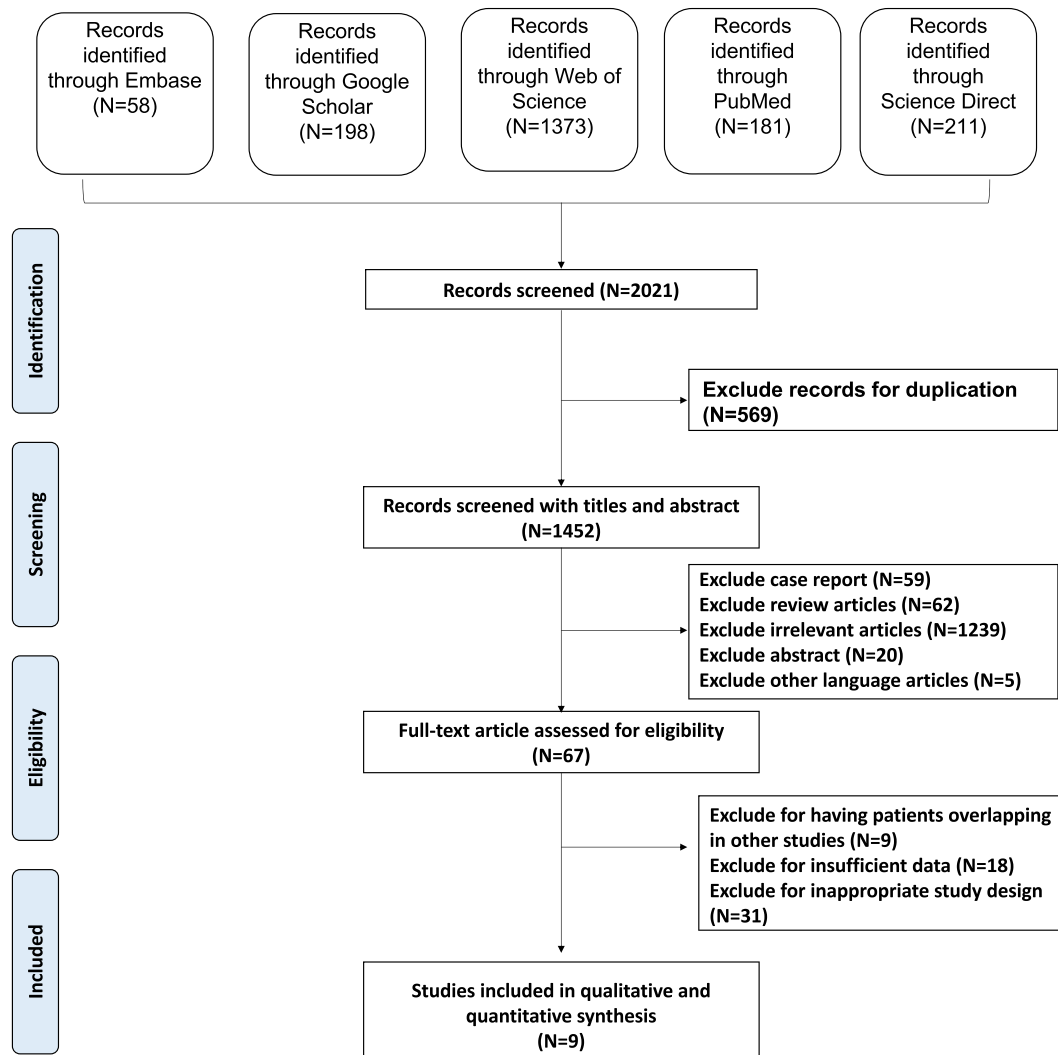 Records
identified
through Embase
(N=58)
Records
identified
through Google
Scholar
(N=198)
Records
identified
through Web of
Science
(N=1373)
Records
identified
through
PubMed
(N=181)
Records
identified
through
Science Direct
(N=211)
Identification
Records screened (N=2021)
Exclude records for duplication
(N=569)
Screening
Records screened with titles and abstract
(N=1452)
Exclude case report (N=59)
Exclude review articles (N=62)
Exclude irrelevant articles (N=1239)
Exclude abstract (N=20)
Exclude other language articles (N=5)
Eligibility
Full-text article assessed for eligibility
(N=67)
Exclude for having patients overlapping
in other studies (N=9)
Exclude for insufficient data (N=18)
Exclude for inappropriate study design
(N=31)
Included
Studies included in qualitative and
quantitative synthesis
(N=9)